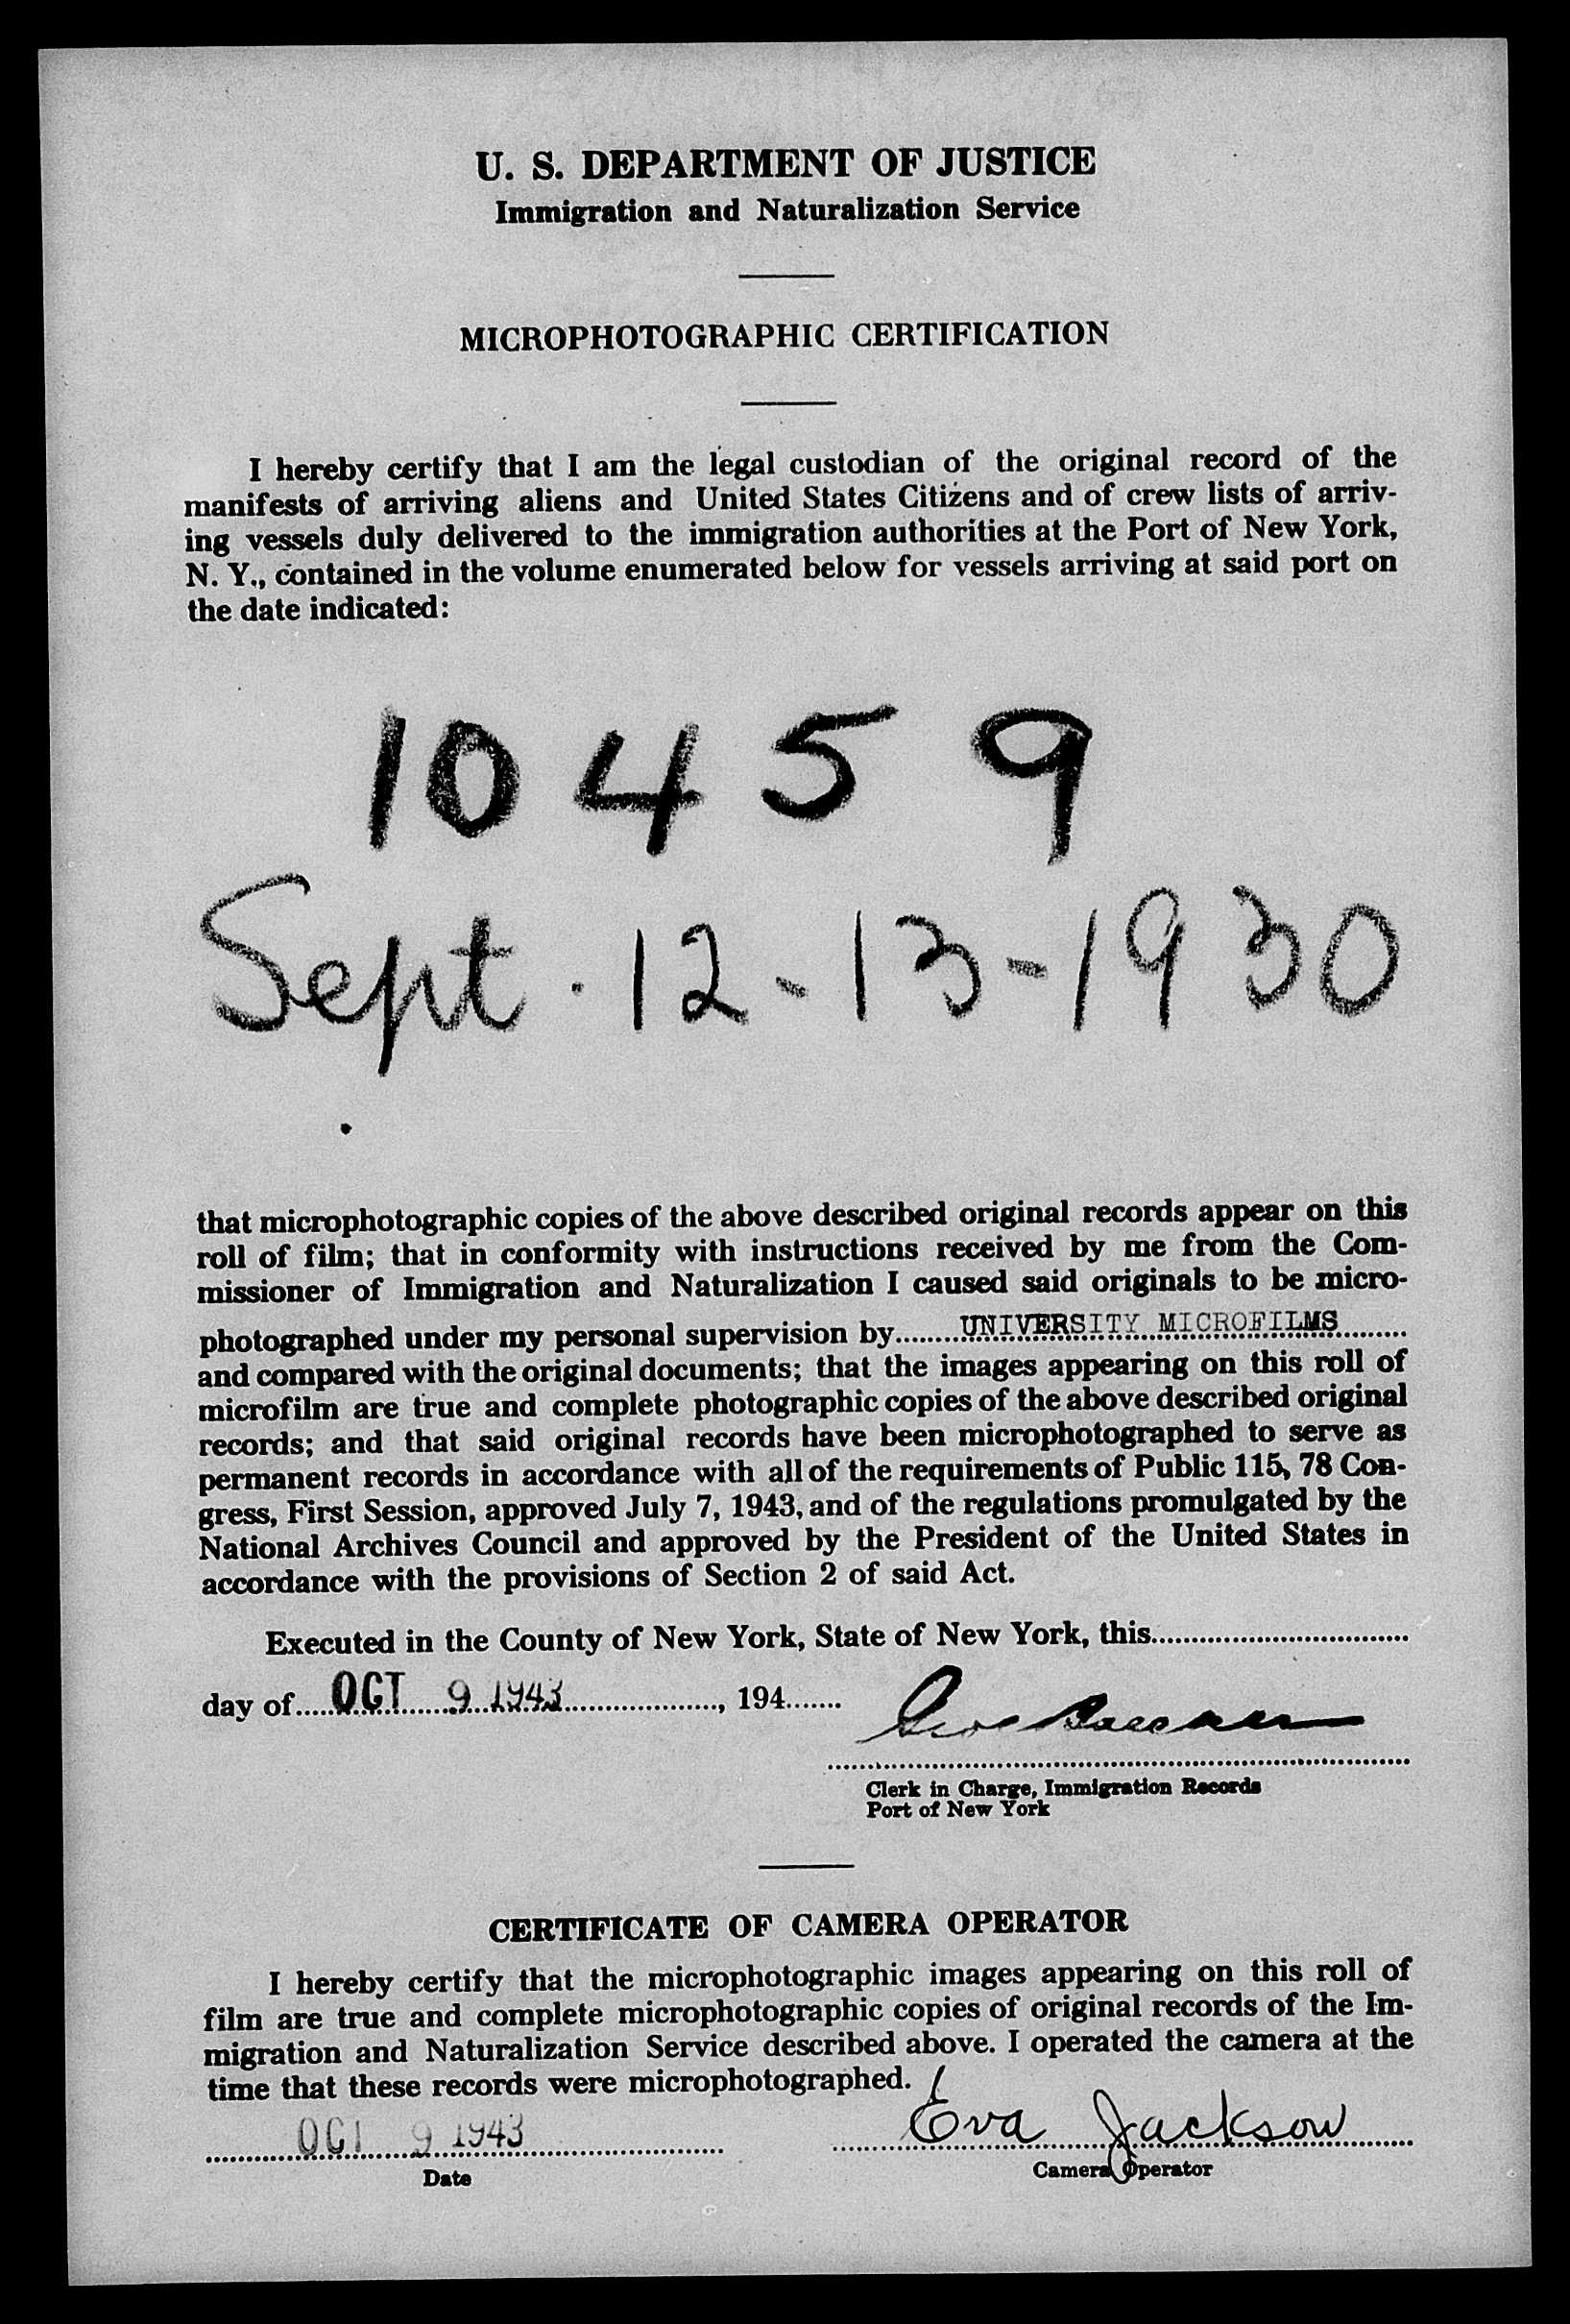 U. S. DEPARTMENT OF JUSTICE
Immigration and Naturalization Service
MICROPHOTOGRAPHIC CERTIFICATION
I hereby certify that I am the legal custodian of the original record of the
manifests of arriving aliens and United States Citizens and of crew lists of arriv-
ing vessels duly delivered to the immigration authorities at the Port of New York,
N. Y., contained in the volume enumerated below for vessels arriving at said port on
the date indicated:
10459
Sept. 12-13-1930
that microphotographic copies of the above described original records appear on this
roll of film; that in conformity with instructions received by me from the Com-
missioner of Immigration and Naturalization I caused said originals to be micro-
photographed under my personal supervision by UNIVERSITY MICROFILMS
and compared with the original documents; that the images appearing on this roll of
microfilm are true and complete photographic copies of the above described original
records; and that said original records have been microphotographed to serve as
permanent records in accordance with all of the requirements of Public 115, 78 Con-
gress, First Session, approved July 7, 1943, and of the regulations promulgated by the
National Archives Council and approved by the President of the United States in
accordance with the provisions of Section 2 of said Act.
Executed in the County of New York, State of New York, this
day of OCT 9 1943, 194
Clerk in Charge, Immigration Records
Port of New York
CERTIFICATE OF CAMERA OPERATOR
I hereby certify that the microphotographic images appearing on this roll of
film are true and complete microphotographic copies of original records of the Im-
migration and Naturalization Service described above. I operated the camera at the
time that these records were microphotographed.
OCT 9 1943 Eva Jackson
Date Camera Operator